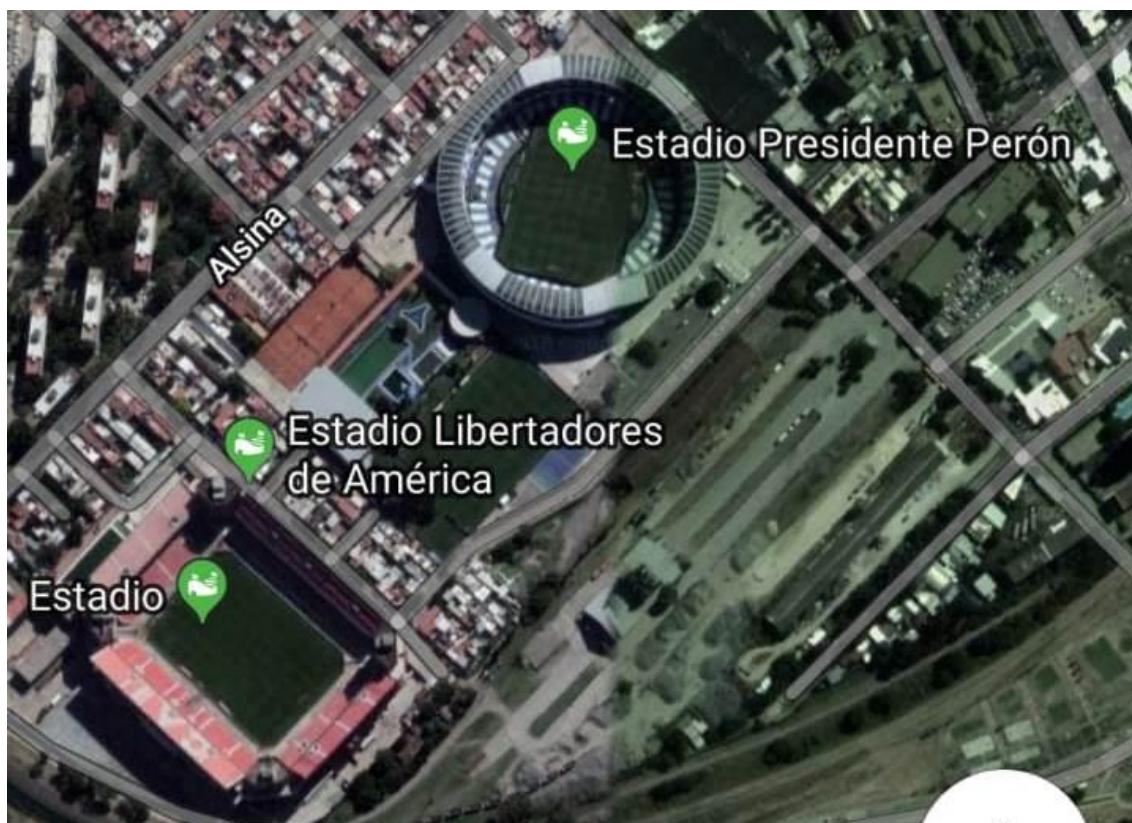 Estadio Presidente Perón
Alsina
Estadio Libertadores
de América
Estadio